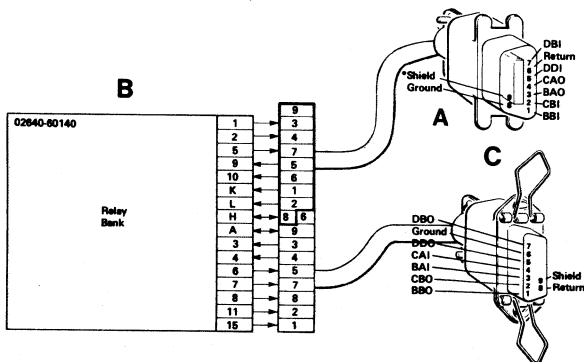 B
02640-60140
Relay
Bank
9
1 3
2 4
5 7
9 5
10 6
K 1
L 2
H 8 6
A 9
3 3
4 4
6 5
7 7
8 8
11 2
15 1
A
*Shield 9
Ground 8
7 DBI
6 Return
5 DDI
4 CAO
3 BAO
2 CBI
1 BBI
C
DBO 7
Ground 6
DDO 5
CAI 4
BAI 3
CBO 2
BBO 1
9 Shield
8 Return